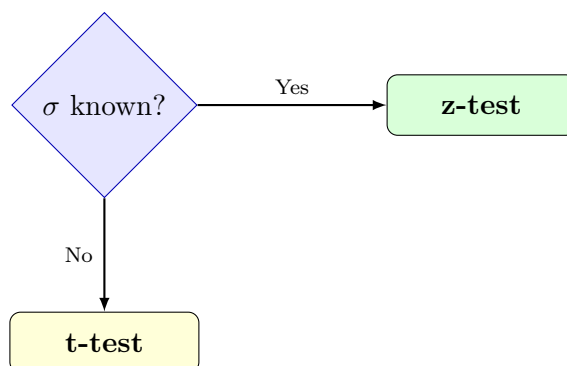 σ known?
Yes
z-test
No
t-test